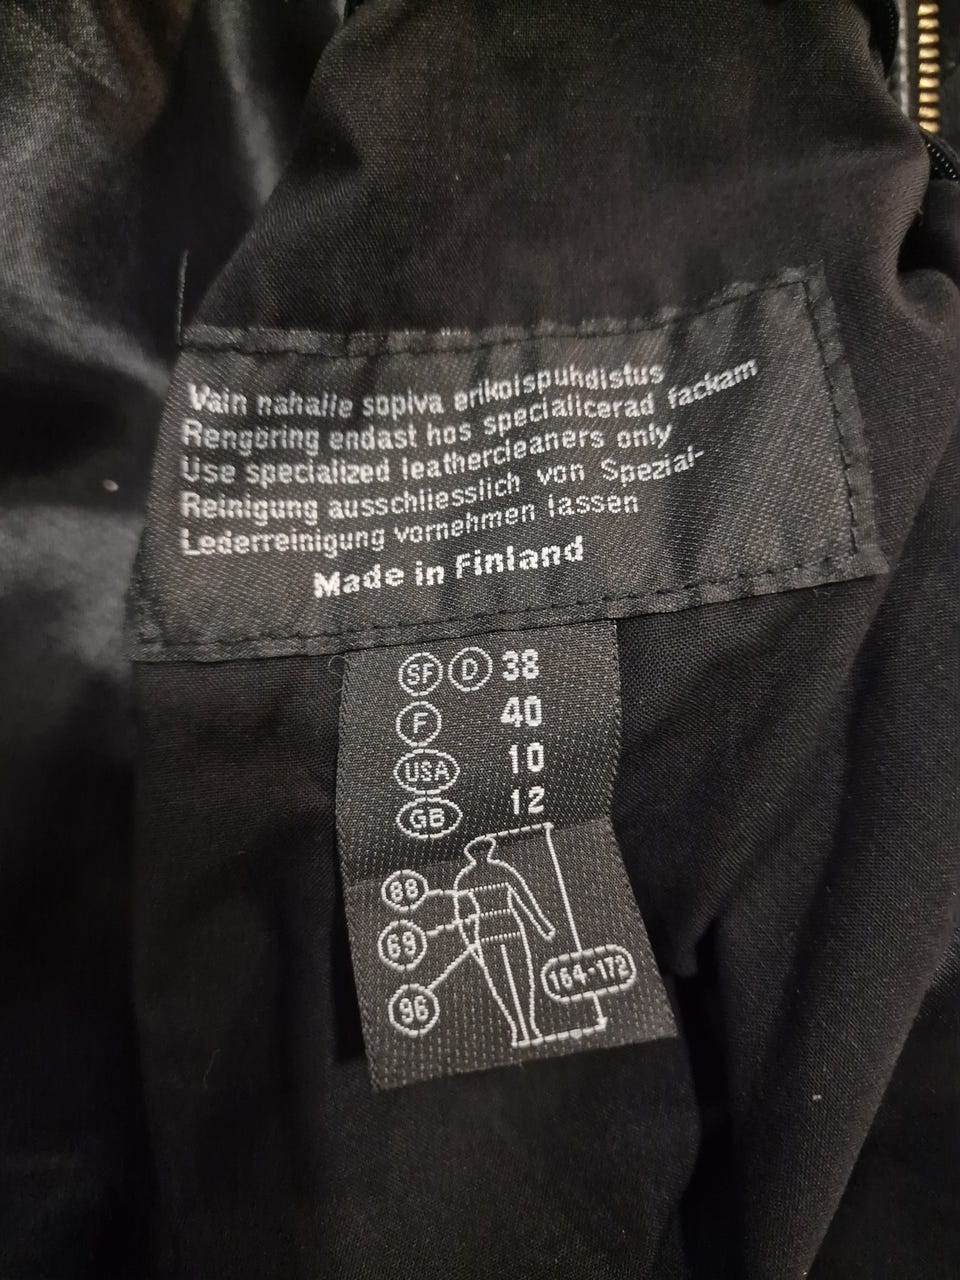 Vain nahalle sopiva erikoispuhdistus
Rengöring endast hos specialicerad fackam
Use specialized leathercleaners only
Reinigung ausschliesslich von Spezial-
Lederreinigung vornehmen lassen
Made in Finland
SF D 38
F 40
USA 10
GB 12
88
69
96
164-172